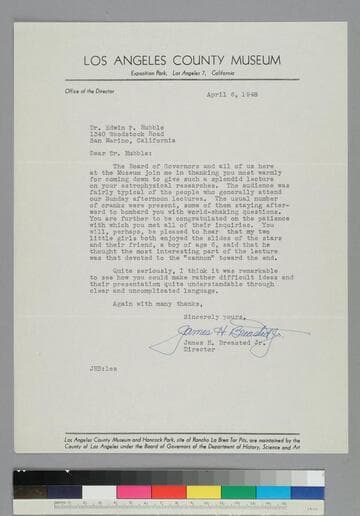 LOS ANGELES COUNTY MUSEUM
Exposition Park, Los Angeles 7, California
Office of the Director
April 6, 1948
Dr. Edwin P. Hubble
1340 Woodstock Road
San Marino, California
Dear Dr. Hubble:
The Board of Governors and all of us here
at the Museum join me in thanking you most warmly
for coming down to give such a splendid lecture
on your astrophysical researches. The audience was
fairly typical of the people who generally attend
our Sunday afternoon lectures. The usual number
of cranks were present, some of them staying after-
ward to bombard you with world-shaking questions.
You are further to be congratulated on the patience
with which you met all of their inquiries. You
will, perhaps, be pleased to hear that my two
little girls both enjoyed the slides of the stars
and their friend, a boy of age 6, said that he
thought the most interesting part of the lecture
was that devoted to the "cannon" toward the end.
Quite seriously, I think it was remarkable
to see how you could make rather difficult ideas and
their presentation quite understandable through
clear and uncomplicated language.
Again with many thanks,
Sincerely yours,
James H. Breasted Jr.
James H. Breasted Jr.
Director
JHB:les
Los Angeles County Museum and Hancock Park, site of Rancho La Brea Tar Pits, are maintained by the
County of Los Angeles under the Board of Governors of the Department of History, Science and Art